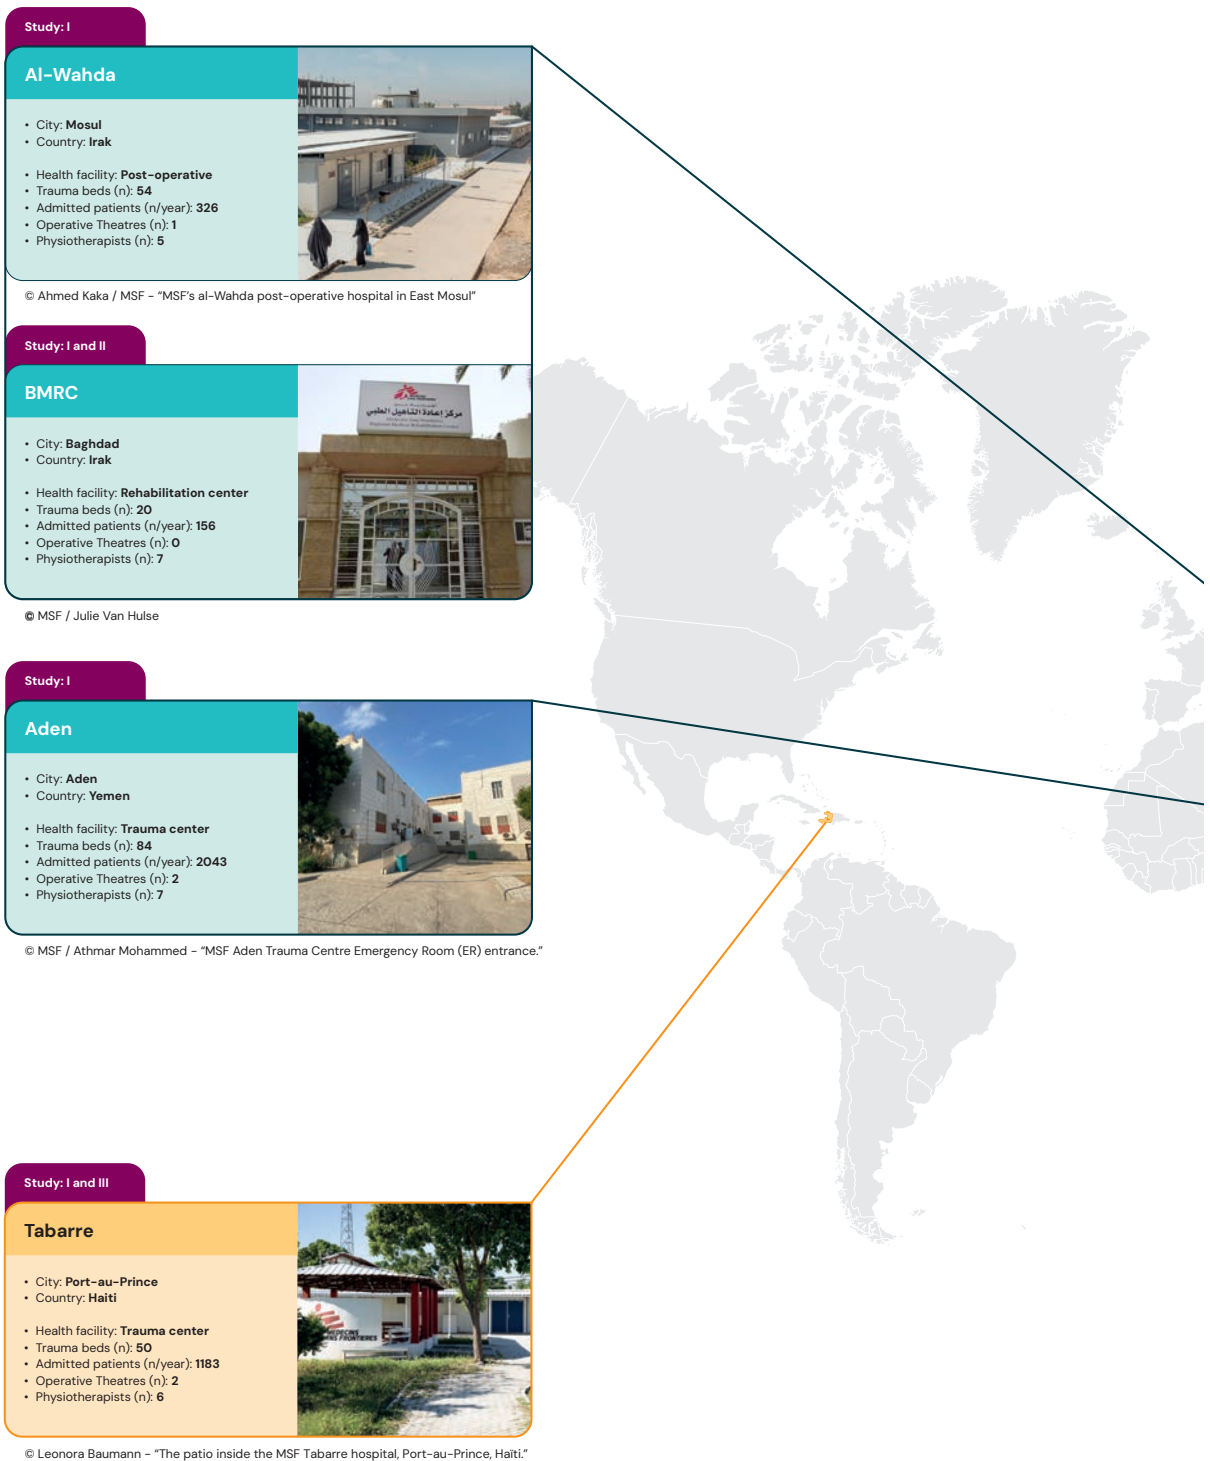 Study: I
Al-Wahda
• City: Mosul
• Country: Irak
• Health facility: Post-operative
• Trauma beds (n): 54
• Admitted patients (n/year): 326
• Operative Theatres (n): 1
• Physiotherapists (n): 5
© Ahmed Kaka / MSF - “MSF’s al-Wahda post-operative hospital in East Mosul”
Study: I and II
BMRC
مركز إعادة التأهيل الطبي
• City: Baghdad
• Country: Irak
• Health facility: Rehabilitation center
• Trauma beds (n): 20
• Admitted patients (n/year): 156
• Operative Theatres (n): 0
• Physiotherapists (n): 7
© MSF / Julie Van Hulse
Study: I
Aden
• City: Aden
• Country: Yemen
• Health facility: Trauma center
• Trauma beds (n): 84
• Admitted patients (n/year): 2043
• Operative Theatres (n): 2
• Physiotherapists (n): 7
© MSF / Athmar Mohammed - “MSF Aden Trauma Centre Emergency Room (ER) entrance.”
Study: I and III
Tabarre
• City: Port-au-Prince
• Country: Haiti
• Health facility: Trauma center
• Trauma beds (n): 50
• Admitted patients (n/year): 1183
• Operative Theatres (n): 2
• Physiotherapists (n): 6
© Leonora Baumann - “The patio inside the MSF Tabarre hospital, Port-au-Prince, Haïti.”